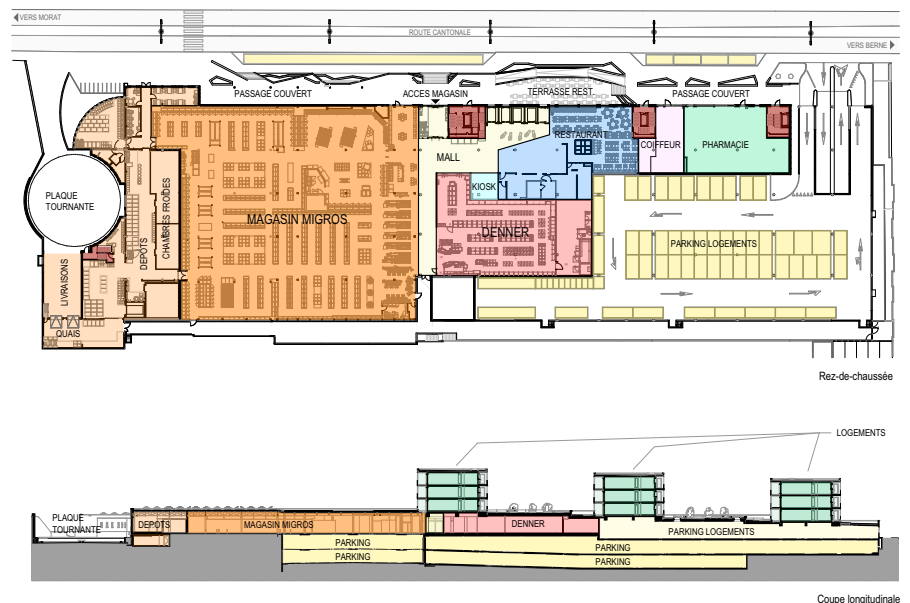 VERS MORAT
ROUTE CANTONALE
VERS BERNE
PASSAGE COUVERT
ACCES MAGASIN
TERRASSE REST.
PASSAGE COUVERT
RESTAURANT
COIFFEUR
PHARMACIE
MALL
KIOSK
PLAQUE
TOURNANTE
CHAMBRES FROIDES
DEPOTS
MAGASIN MIGROS
DENNER
PARKING LOGEMENTS
LIVRAISONS
QUAIS
Rez-de-chaussée
LOGEMENTS
PLAQUE
TOURNANTE
DEPOTS
MAGASIN MIGROS
DENNER
PARKING LOGEMENTS
PARKING
PARKING
PARKING
PARKING
Coupe longitudinale